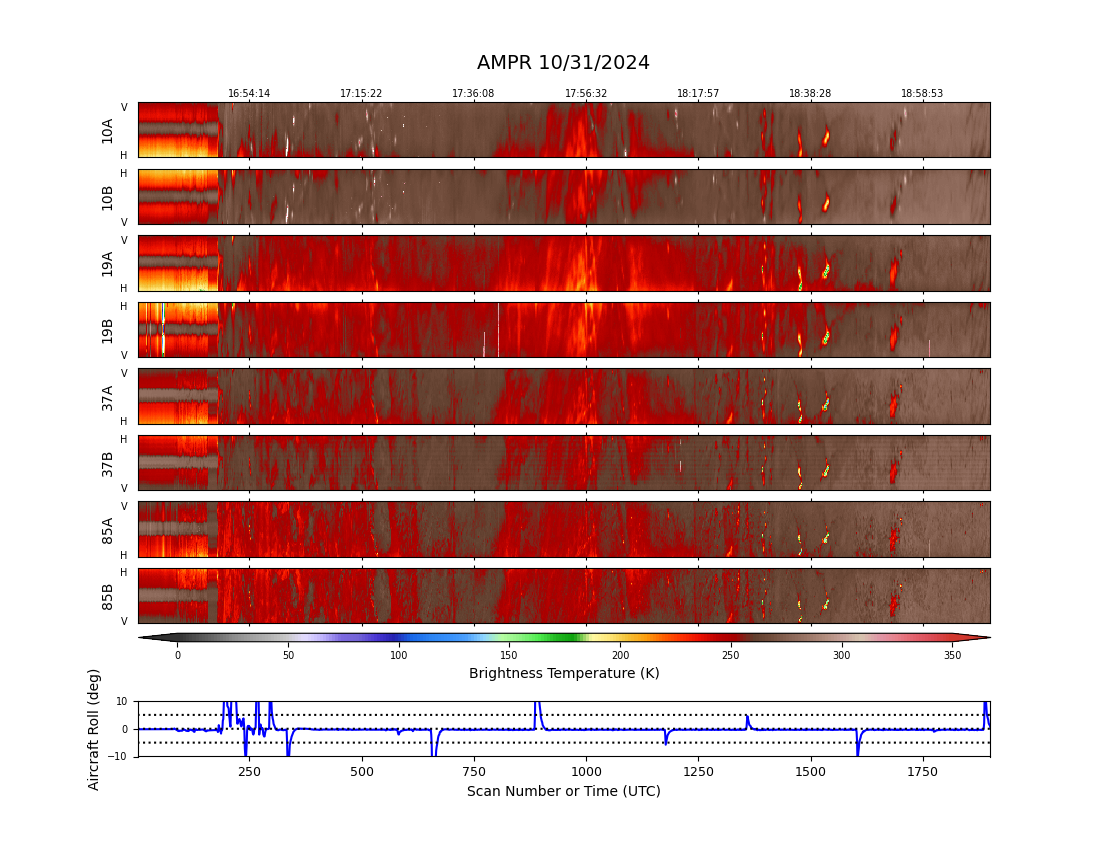 AMPR 10/31/2024
16:54:14 17:15:22 17:36:08 17:56:32 18:17:57 18:38:28 18:58:53
V
10A
H
H
10B
V
V
19A
H
H
19B
V
V
37A
H
H
37B
V
V
85A
H
H
85B
V
0 50 100 150 200 250 300 350
Brightness Temperature (K)
Aircraft Roll (deg)
10
0
−10
250 500 750 1000 1250 1500 1750
Scan Number or Time (UTC)